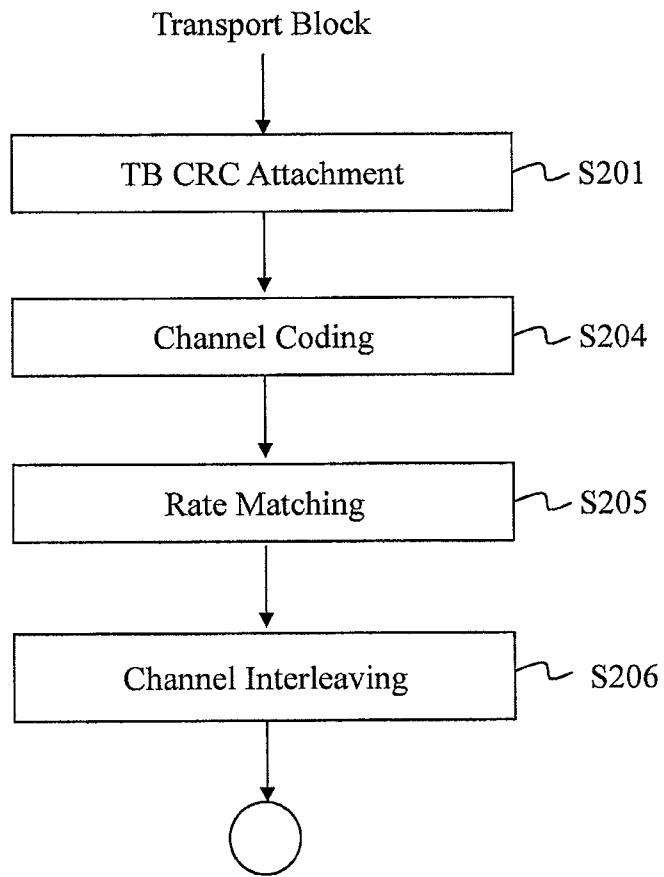 Transport Block
TB CRC Attachment
S201
Channel Coding
S204
Rate Matching
S205
Channel Interleaving
S206